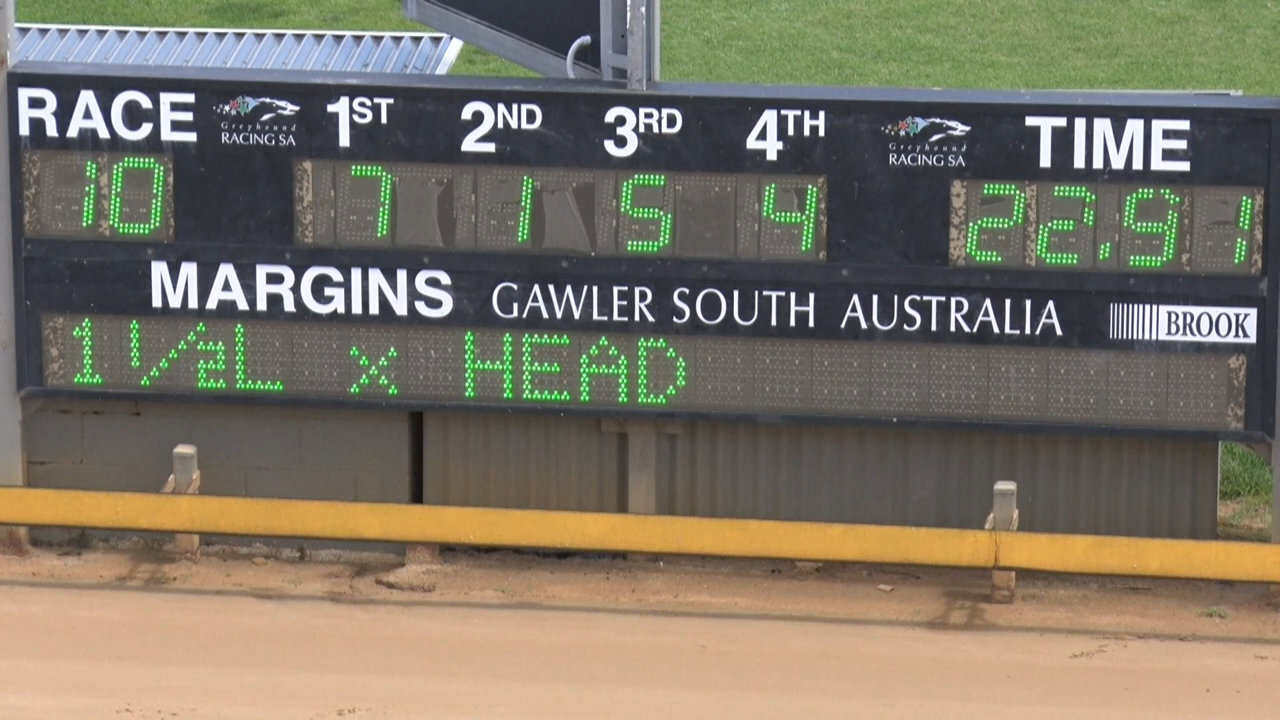 RACE Greyhound RACING SA 1ST 2ND 3RD 4TH Greyhound RACING SA TIME
10 7 1 5 4 22.91
MARGINS GAWLER SOUTH AUSTRALIA BROOK
1 1/2L x HEAD